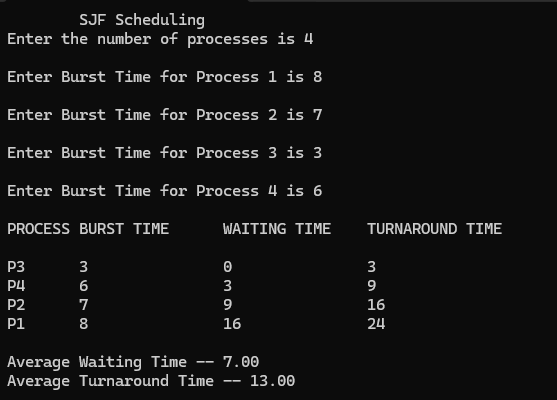 SJF Scheduling
Enter the number of processes is 4
Enter Burst Time for Process 1 is 8
Enter Burst Time for Process 2 is 7
Enter Burst Time for Process 3 is 3
Enter Burst Time for Process 4 is 6
PROCESS BURST TIME WAITING TIME TURNAROUND TIME
P3 3 0 3
P4 6 3 9
P2 7 9 16
P1 8 16 24
Average Waiting Time -- 7.00
Average Turnaround Time -- 13.00